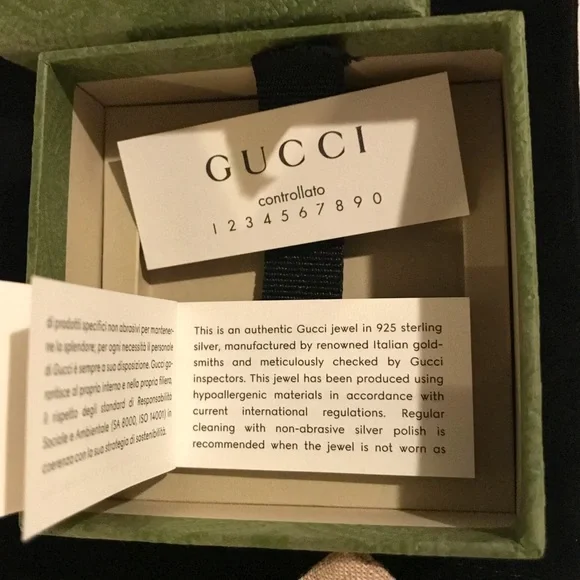 GUCCI
controllato
1 2 3 4 5 6 7 8 9 0
di prodotti specifici non abrasivi per mantener-
ne lo splendore; per ogni necessità il personale
di Gucci è sempre a sua disposizione. Gucci ga-
rantisce al proprio interno e nella propria filiera,
il rispetto degli standard di Responsabilità
Sociale e Ambientale (SA 8000, ISO 14001) in
coerenza con la sua strategia di sostenibilità.
This is an authentic Gucci jewel in 925 sterling
silver, manufactured by renowned Italian gold-
smiths and meticulously checked by Gucci
inspectors. This jewel has been produced using
hypoallergenic materials in accordance with
current international regulations. Regular
cleaning with non-abrasive silver polish is
recommended when the jewel is not worn as